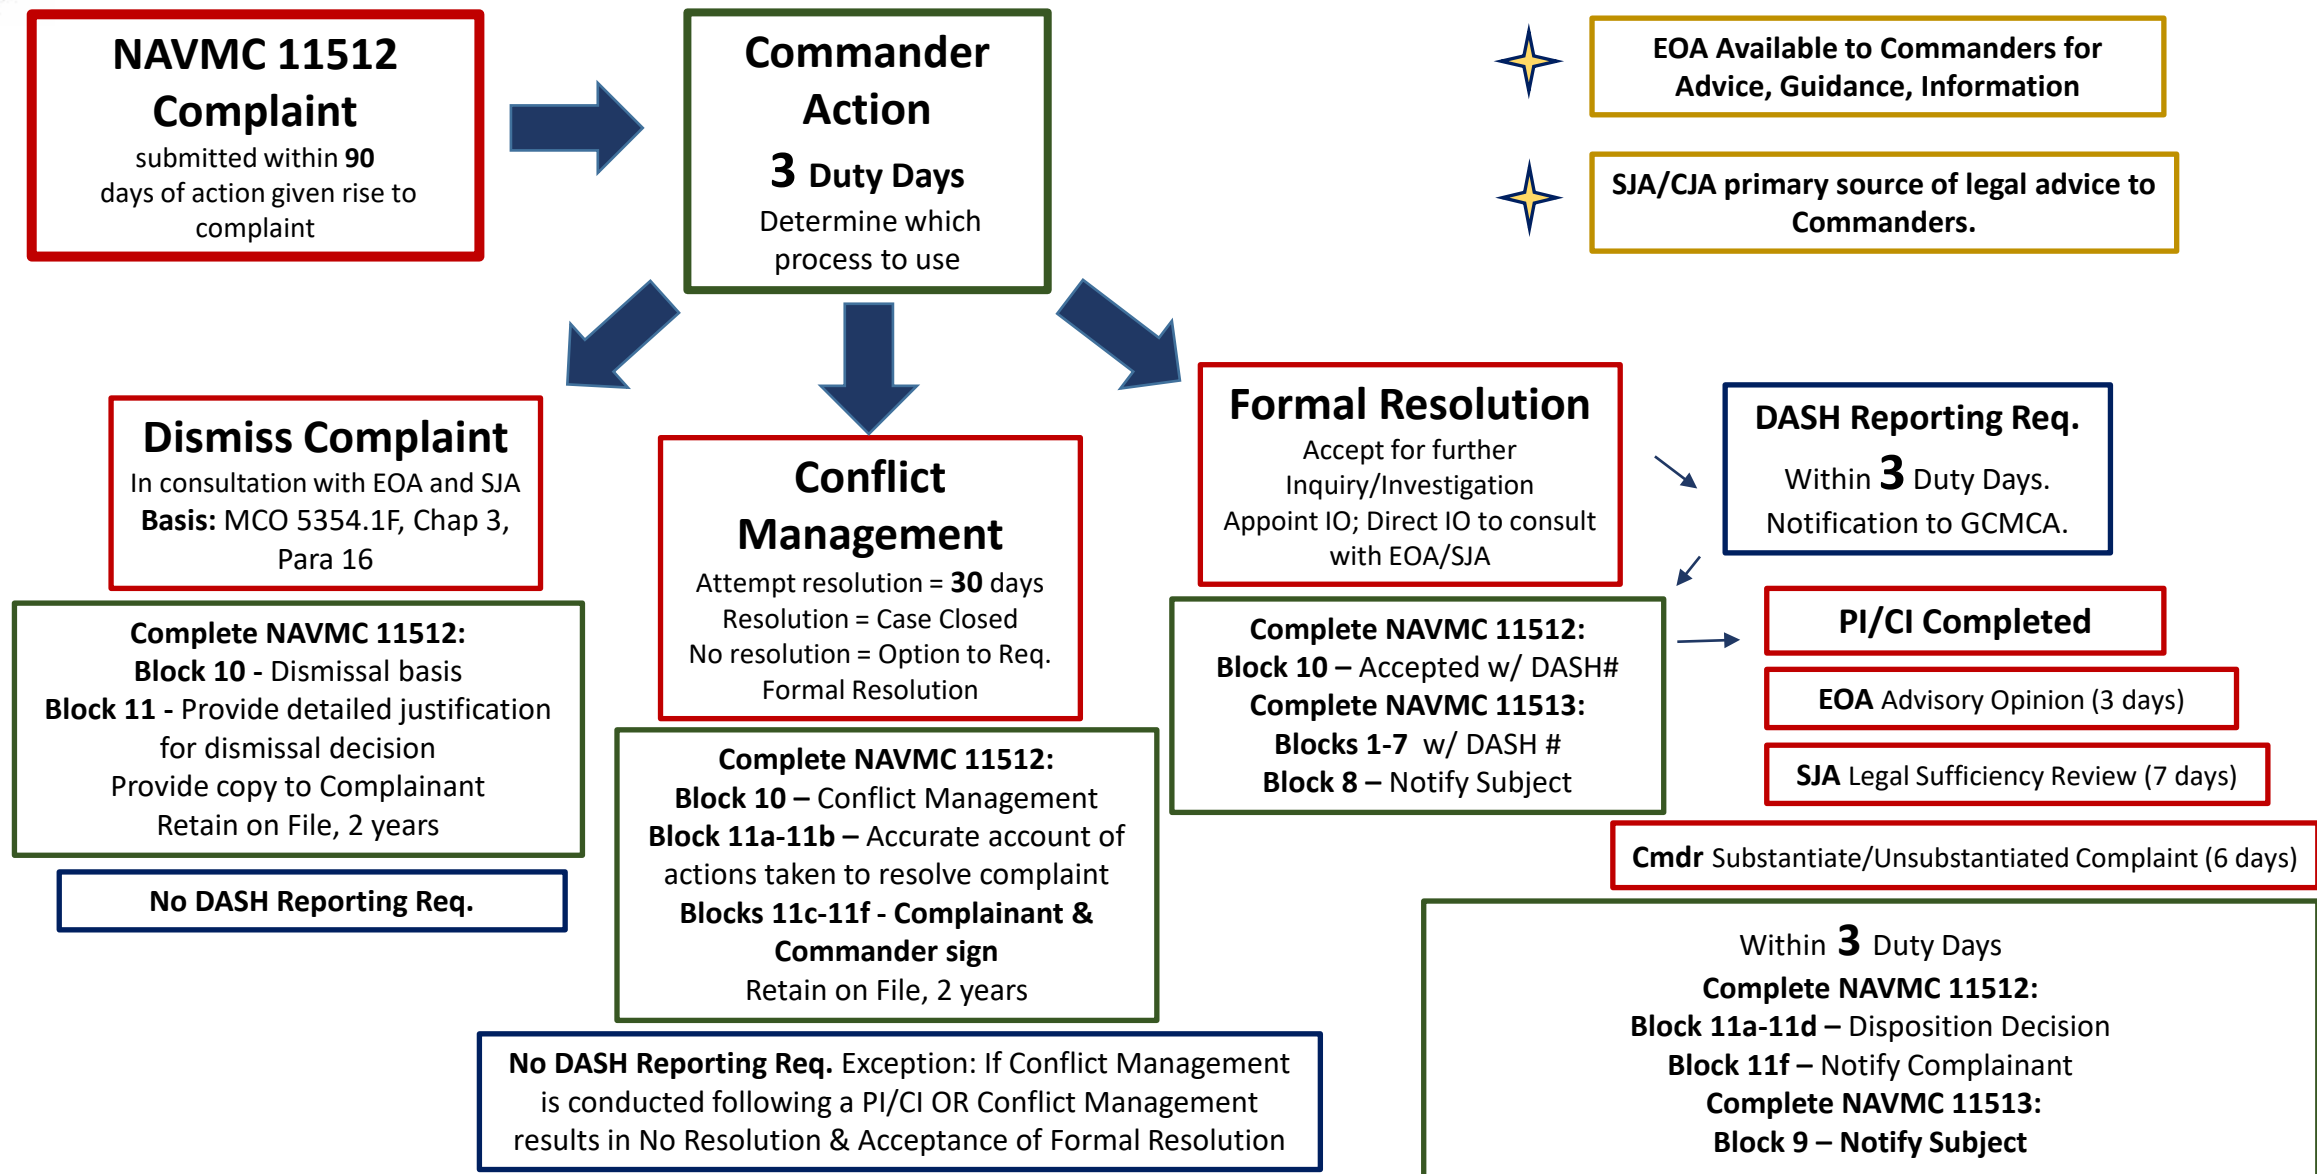 NAVMC 11512
Complaint
submitted within 90
days of action given rise to
complaint
Commander
Action
3 Duty Days
Determine which
process to use
EOA Available to Commanders for
Advice, Guidance, Information
SJA/CJA primary source of legal advice to
Commanders.
Dismiss Complaint
In consultation with EOA and SJA
Basis: MCO 5354.1F, Chap 3,
Para 16
Complete NAVMC 11512:
Block 10 - Dismissal basis
Block 11 - Provide detailed justification
for dismissal decision
Provide copy to Complainant
Retain on File, 2 years
No DASH Reporting Req.
Conflict
Management
Attempt resolution = 30 days
Resolution = Case Closed
No resolution = Option to Req.
Formal Resolution
Complete NAVMC 11512:
Block 10 – Conflict Management
Block 11a-11b – Accurate account of
actions taken to resolve complaint
Blocks 11c-11f - Complainant &
Commander sign
Retain on File, 2 years
No DASH Reporting Req. Exception: If Conflict Management
is conducted following a PI/CI OR Conflict Management
results in No Resolution & Acceptance of Formal Resolution
Formal Resolution
Accept for further
Inquiry/Investigation
Appoint IO; Direct IO to consult
with EOA/SJA
Complete NAVMC 11512:
Block 10 – Accepted w/ DASH#
Complete NAVMC 11513:
Blocks 1-7 w/ DASH #
Block 8 – Notify Subject
DASH Reporting Req.
Within 3 Duty Days.
Notification to GCMCA.
PI/CI Completed
EOA Advisory Opinion (3 days)
SJA Legal Sufficiency Review (7 days)
Cmdr Substantiate/Unsubstantiated Complaint (6 days)
Within 3 Duty Days
Complete NAVMC 11512:
Block 11a-11d – Disposition Decision
Block 11f – Notify Complainant
Complete NAVMC 11513:
Block 9 – Notify Subject